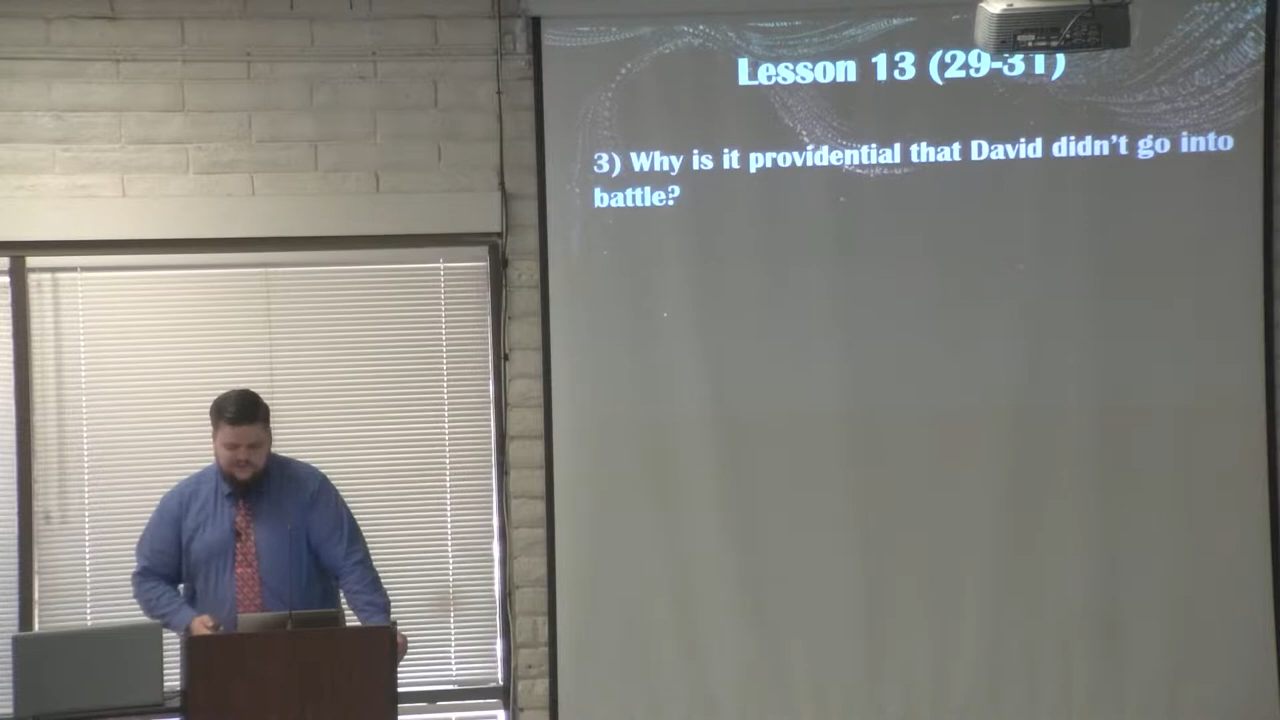 Lesson 13 (29-31)
3) Why is it providential that David didn't go into
battle?